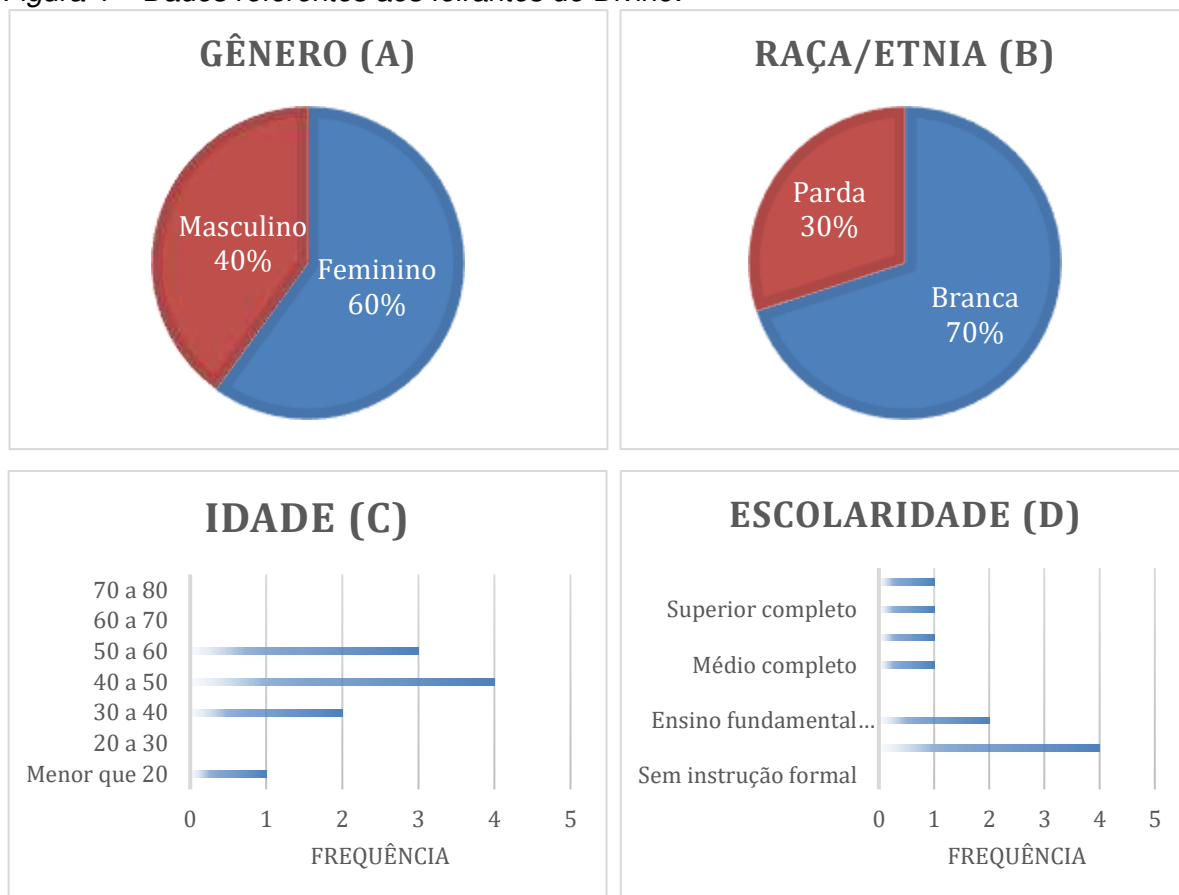 GÊNERO (A)
Masculino
40%
Feminino
60%
RAÇA/ETNIA (B)
Parda
30%
Branca
70%
IDADE (C)
70 a 80
60 a 70
50 a 60
40 a 50
30 a 40
20 a 30
Menor que 20
0 1 2 3 4 5
FREQUÊNCIA
ESCOLARIDADE (D)
Superior completo
Médio completo
Ensino fundamental...
Sem instrução formal
0 1 2 3 4 5
FREQUÊNCIA